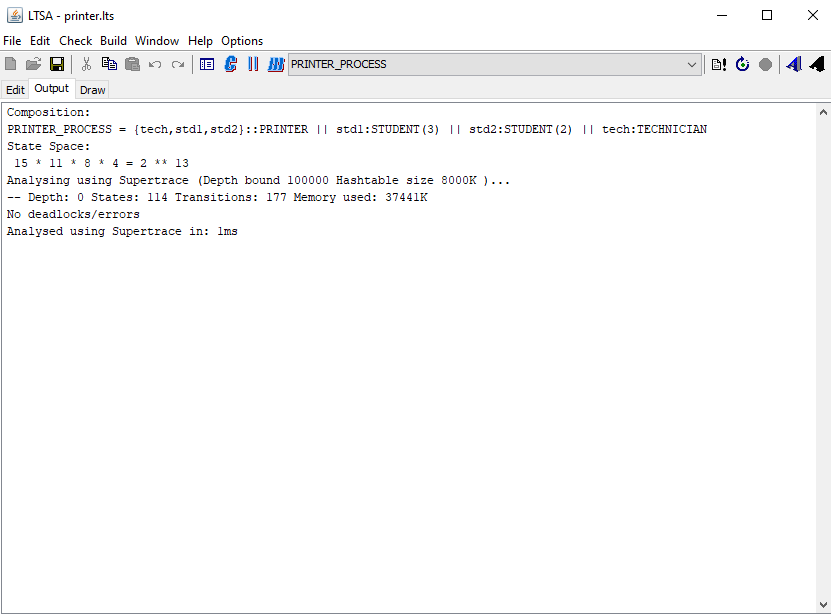 LTSA - printer.lts
File Edit Check Build Window Help Options
PRINTER_PROCESS
Edit Output Draw
Composition:
PRINTER_PROCESS = {tech,std1,std2}::PRINTER || std1:STUDENT(3) || std2:STUDENT(2) || tech:TECHNICIAN
State Space:
15 * 11 * 8 * 4 = 2 ** 13
Analysing using Supertrace (Depth bound 100000 Hashtable size 8000K )...
-- Depth: 0 States: 114 Transitions: 177 Memory used: 37441K
No deadlocks/errors
Analysed using Supertrace in: 1ms